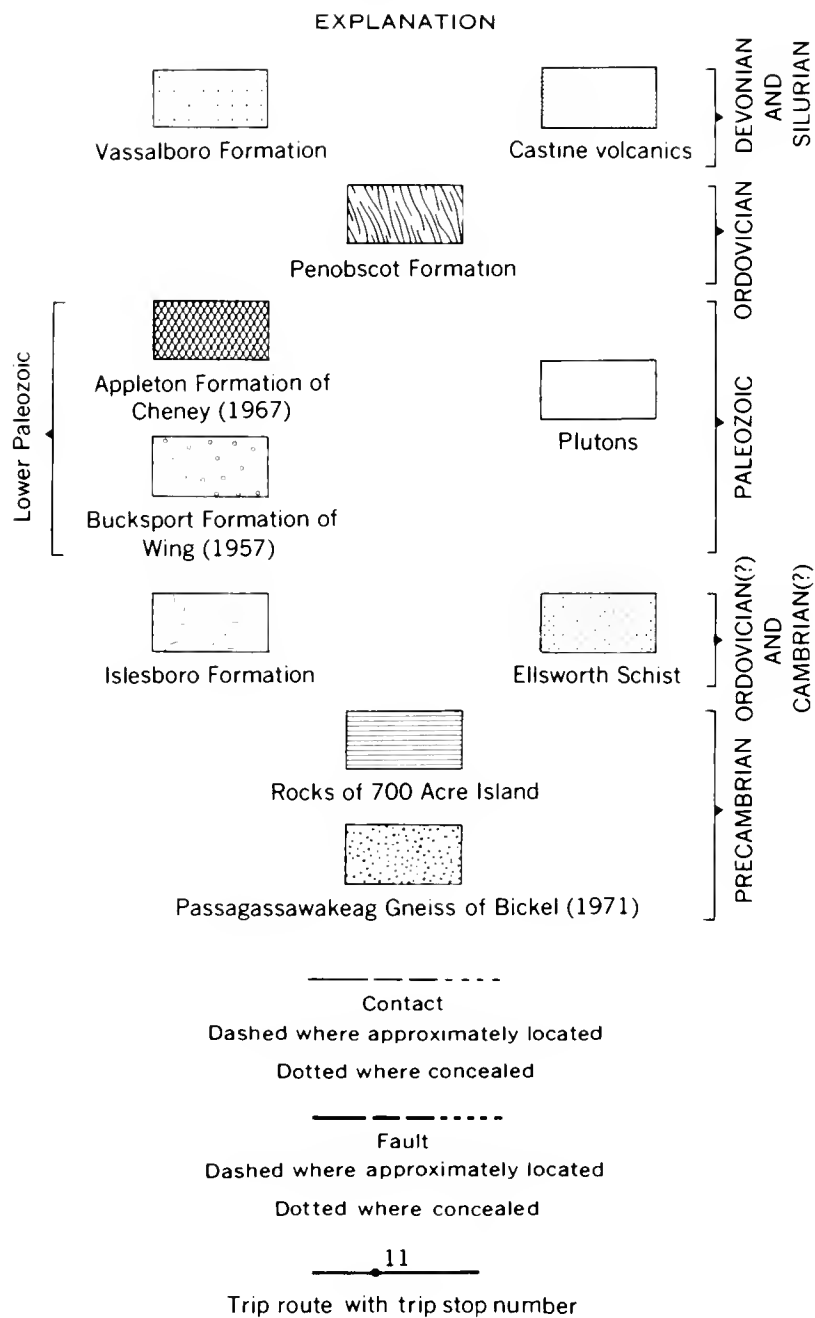 EXPLANATION
Vassalboro Formation
Castine volcanics
DEVONIAN
AND
SILURIAN
Penobscot Formation
ORDOVICIAN
Lower Paleozoic
Appleton Formation of
Cheney (1967)
Bucksport Formation of
Wing (1957)
Plutons
PALEOZOIC
Islesboro Formation
Ellsworth Schist
ORDOVICIAN(?)
AND
CAMBRIAN(?)
Rocks of 700 Acre Island
Passagassawakeag Gneiss of Bickel (1971)
PRECAMBRIAN
Contact
Dashed where approximately located
Dotted where concealed
Fault
Dashed where approximately located
Dotted where concealed
11
Trip route with trip stop number